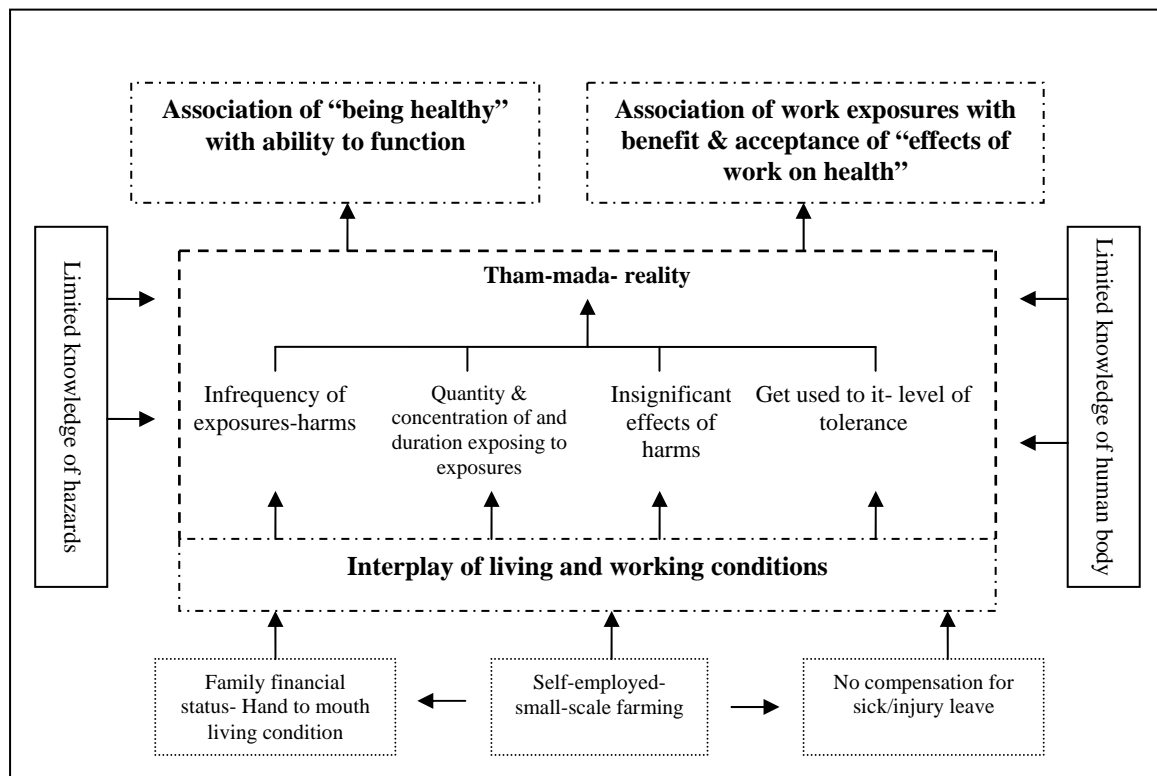 Association of “being healthy”
with ability to function
Association of work exposures with
benefit & acceptance of “effects of
work on health”
Limited knowledge of hazards
Tham-mada- reality
Limited knowledge of human body
Infrequency of
exposures-harms
Quantity &
concentration of and
duration exposing to
exposures
Insignificant
effects of
harms
Get used to it- level of
tolerance
Interplay of living and working conditions
Family financial
status- Hand to mouth
living condition
Self-employed-
small-scale farming
No compensation for
sick/injury leave